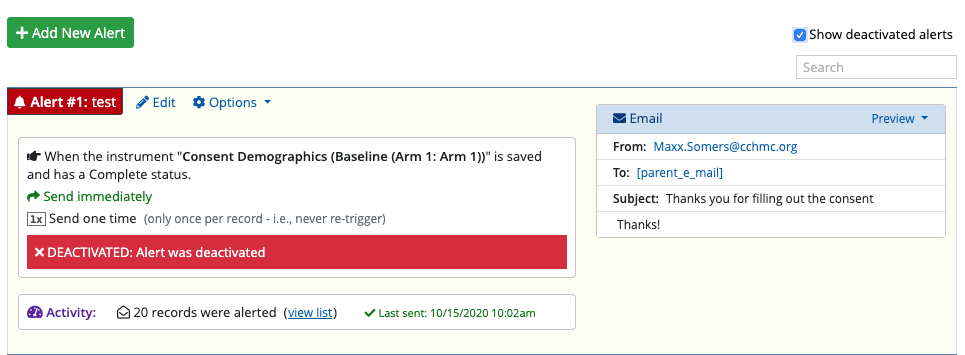 + Add New Alert
Show deactivated alerts
Search
Alert #1: test Edit Options
When the instrument "Consent Demographics (Baseline (Arm 1: Arm 1))" is saved
and has a Complete status.
Send immediately
1x Send one time (only once per record - i.e., never re-trigger)
DEACTIVATED: Alert was deactivated
Activity: 20 records were alerted (view list) Last sent: 10/15/2020 10:02am
Email Preview
From: Maxx.Somers@cchmc.org
To: [parent_e_mail]
Subject: Thanks you for filling out the consent
Thanks!